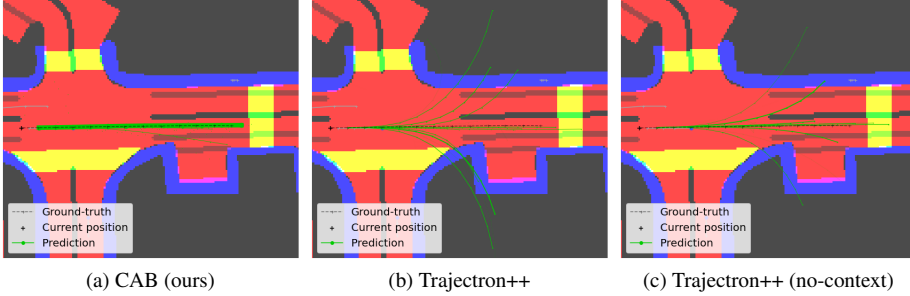 Ground-truth
Current position
Prediction
Ground-truth
Current position
Prediction
Ground-truth
Current position
Prediction
(a) CAB (ours)
(b) Trajectron++
(c) Trajectron++ (no-context)